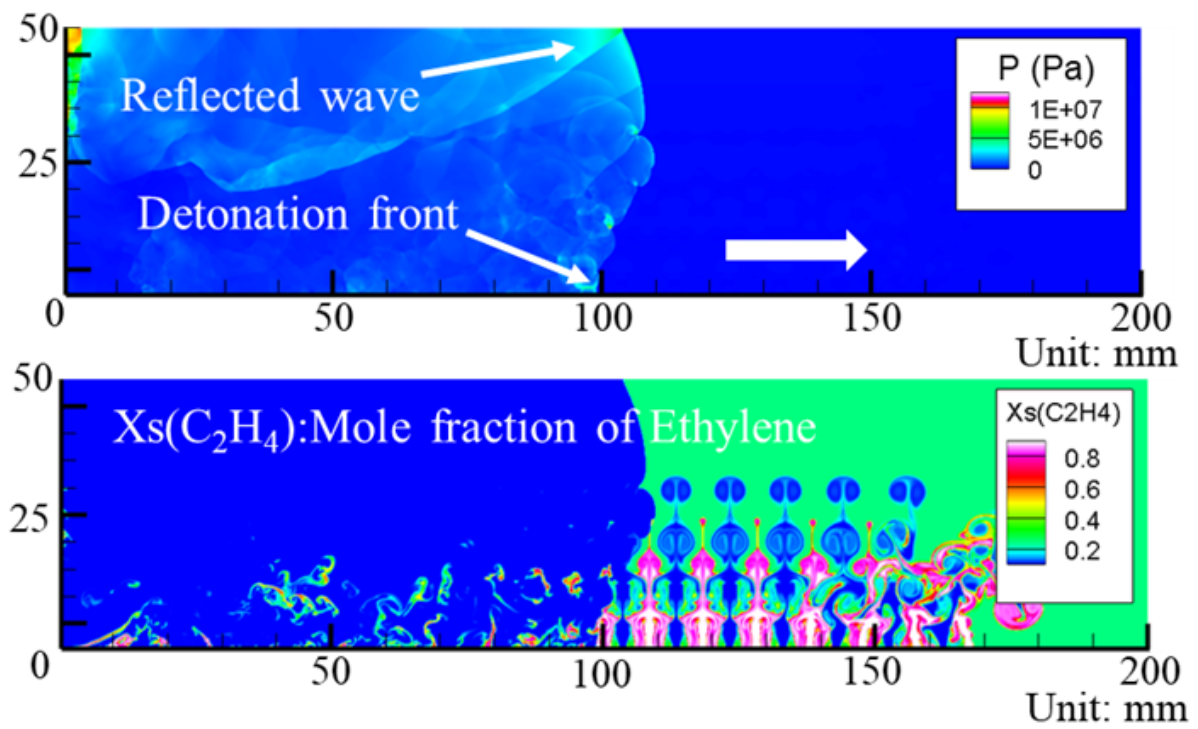 50
P (Pa)
Reflected wave
1E+07
5E+06
0
25
Detonation front
0
0 50 100 150 200
Unit: mm
50
Xs(C2H4)
Xs(C₂H₄):Mole fraction of Ethylene
0.8
0.6
0.4
0.2
25
0
50 100 150 200
Unit: mm